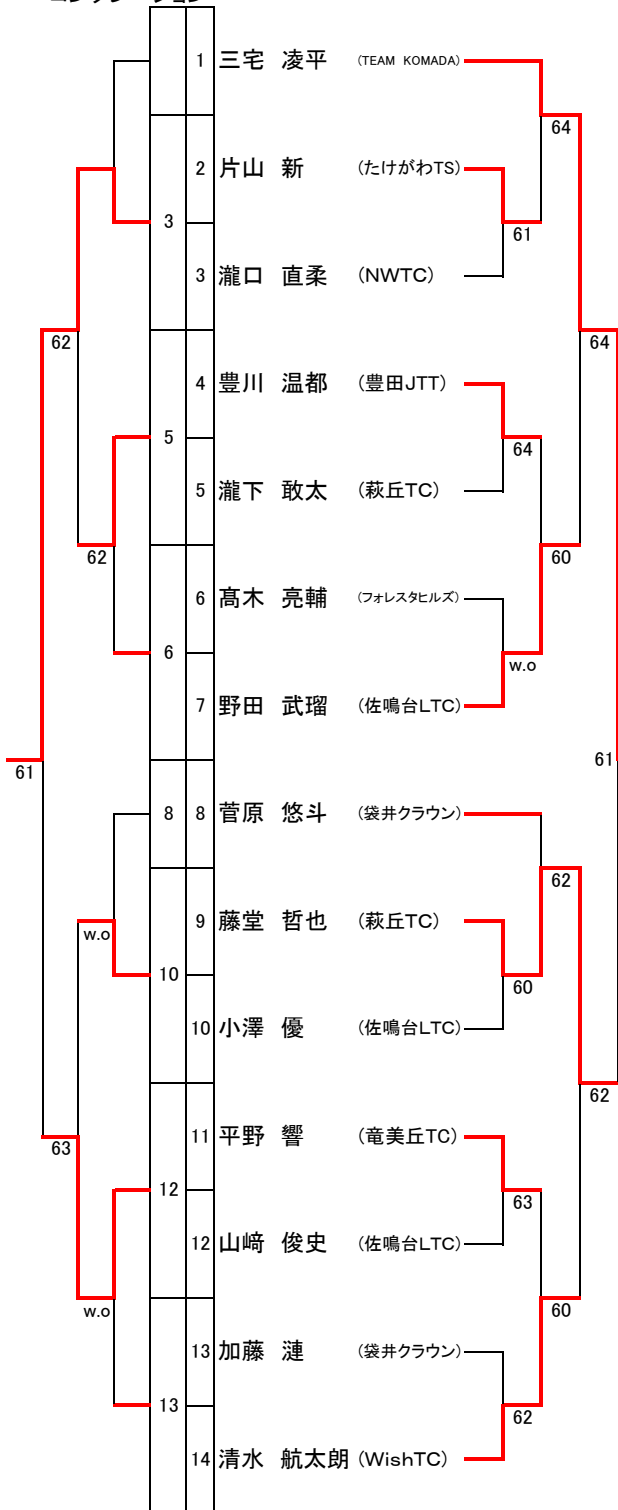 コンソレーション
1 三宅 凌平 (TEAM KOMADA)
64
2 片山 新 (たけがわTS)
3
61
3 瀧口 直柔 (NWTC)
62
64
4 豊川 温都 (豊田JTT)
5
64
5 瀧下 敢太 (萩丘TC)
62
60
6 髙木 亮輔 (フォレスタヒルズ)
6
w.o
7 野田 武瑠 (佐鳴台LTC)
61
61
8 8 菅原 悠斗 (袋井クラウン)
62
9 藤堂 哲也 (萩丘TC)
w.o
10
60
10 小澤 優 (佐鳴台LTC)
62
11 平野 響 (竜美丘TC)
63
12
63
12 山﨑 俊史 (佐鳴台LTC)
w.o
60
13 加藤 漣 (袋井クラウン)
13
62
14 清水 航太朗 (WishTC)